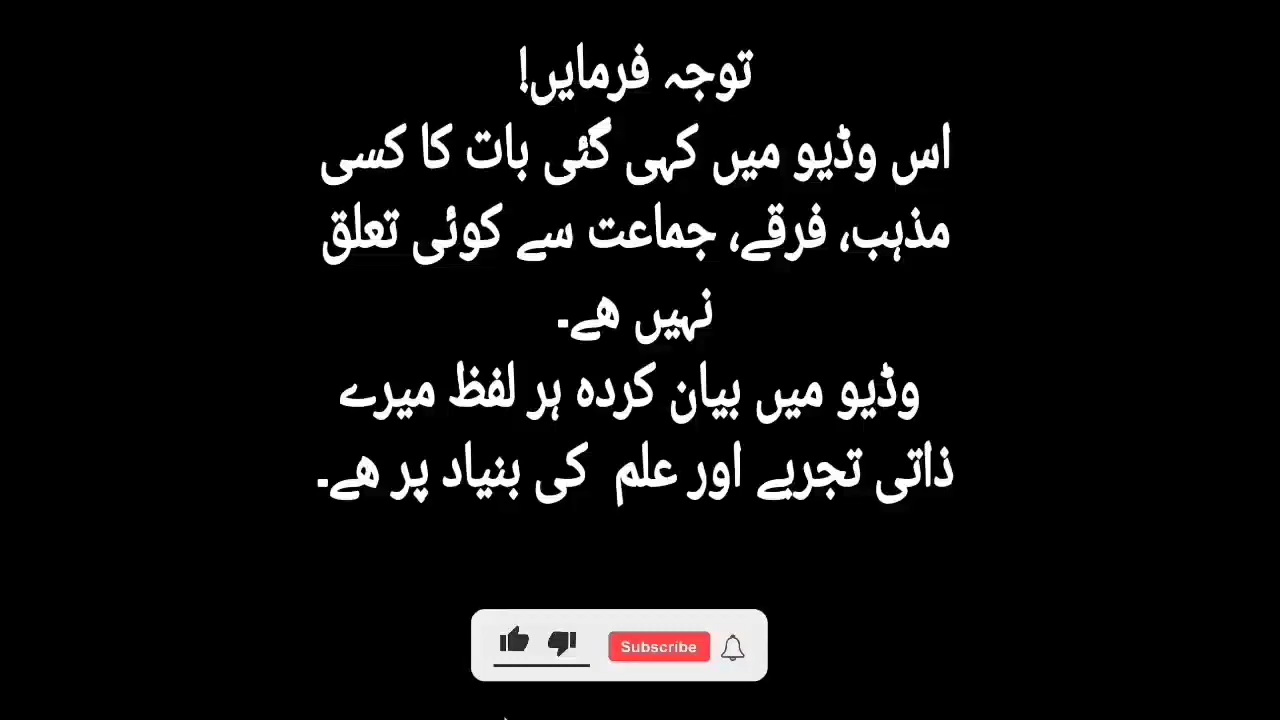 توجہ فرمایں!
اس وڈیو میں کہی گئی بات کا کسی
مذہب، فرقے، جماعت سے کوئی تعلق
نہیں ھے۔
وڈیو میں بیان کردہ ہر لفظ میرے
ذاتی تجربے اور علم کی بنیاد پر ھے۔
Subscribe